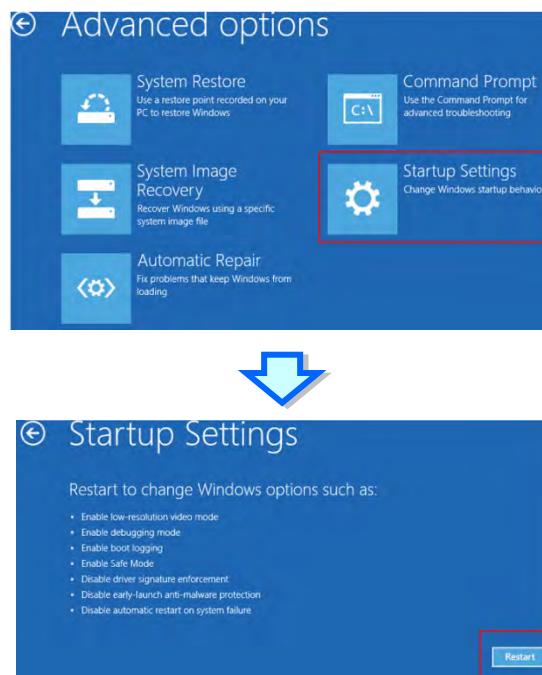 Advanced options
System Restore
Use a restore point recorded on your
PC to restore Windows
Command Prompt
Use the Command Prompt for
advanced troubleshooting
C:\
System Image
Recovery
Recover Windows using a specific
system image file
Startup Settings
Change Windows startup behavio
Automatic Repair
Fix problems that keep Windows from
loading
Startup Settings
Restart to change Windows options such as:
• Enable low-resolution video mode
• Enable debugging mode
• Enable boot logging
• Enable Safe Mode
• Disable driver signature enforcement
• Disable early-launch anti-malware protection
• Disable automatic restart on system failure
Restart